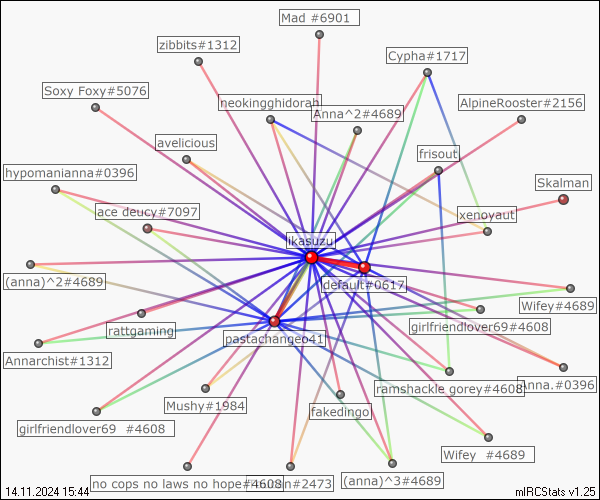 Mad #6901
zibbits#1312
Cypha#1717
Soxy Foxy#5076
neokingghidorah
Anna^2#4689
AlpineRooster#2156
avelicious
frisout
hypomanianna#0396
Skalman
ace deucy#7097
xenoyaut
ikasuzu
(anna)^2#4689
default#0617
Wifey#4689
rattgaming
girlfriendlover69#4608
pastachangeo41
Annarchist#1312
ramshackle gorey#4608
Anna.#0396
Mushy#1984
fakedingo
girlfriendlover69 #4608
Wifey #4689
no cops no laws no hope#4608
#2473
(anna)^3#4689
14.11.2024 15:44
mIRCStats v1.25